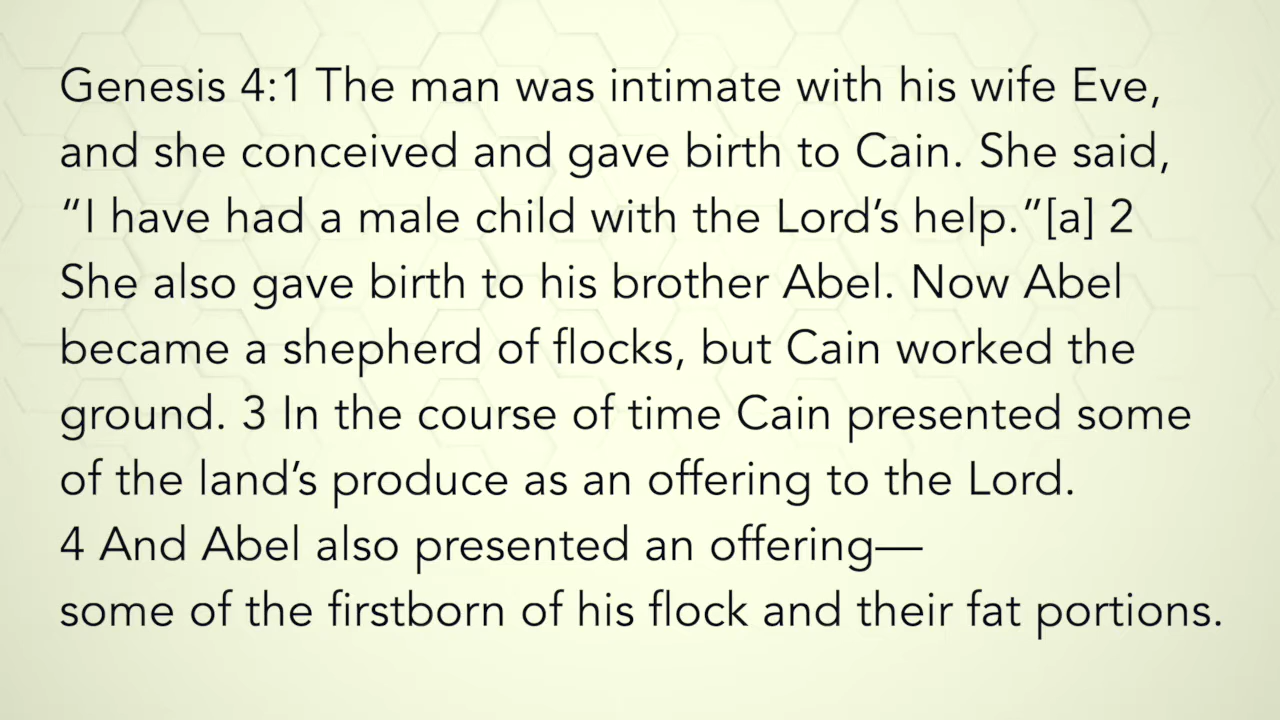 Genesis 4:1 The man was intimate with his wife Eve,
and she conceived and gave birth to Cain. She said,
“I have had a male child with the Lord’s help.”[a] 2
She also gave birth to his brother Abel. Now Abel
became a shepherd of flocks, but Cain worked the
ground. 3 In the course of time Cain presented some
of the land’s produce as an offering to the Lord.
4 And Abel also presented an offering—
some of the firstborn of his flock and their fat portions.